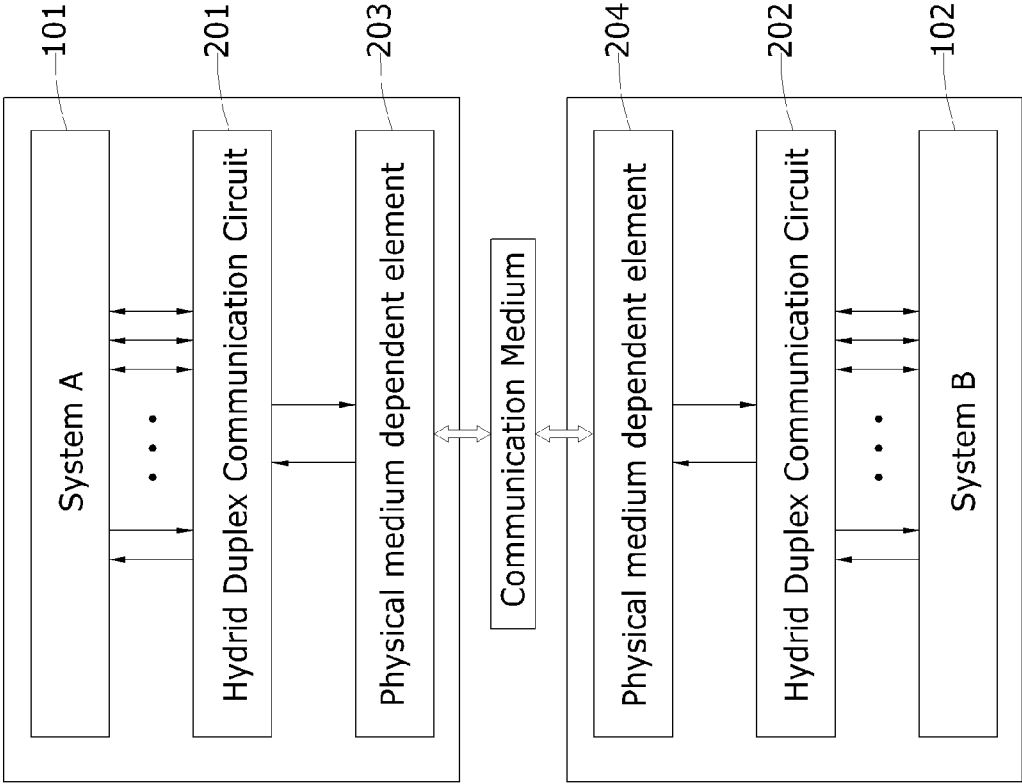 101
System A
201
Hydrid Duplex Communication Circuit
203
Physical medium dependent element
Communication Medium
204
Physical medium dependent element
202
Hydrid Duplex Communication Circuit
102
System B